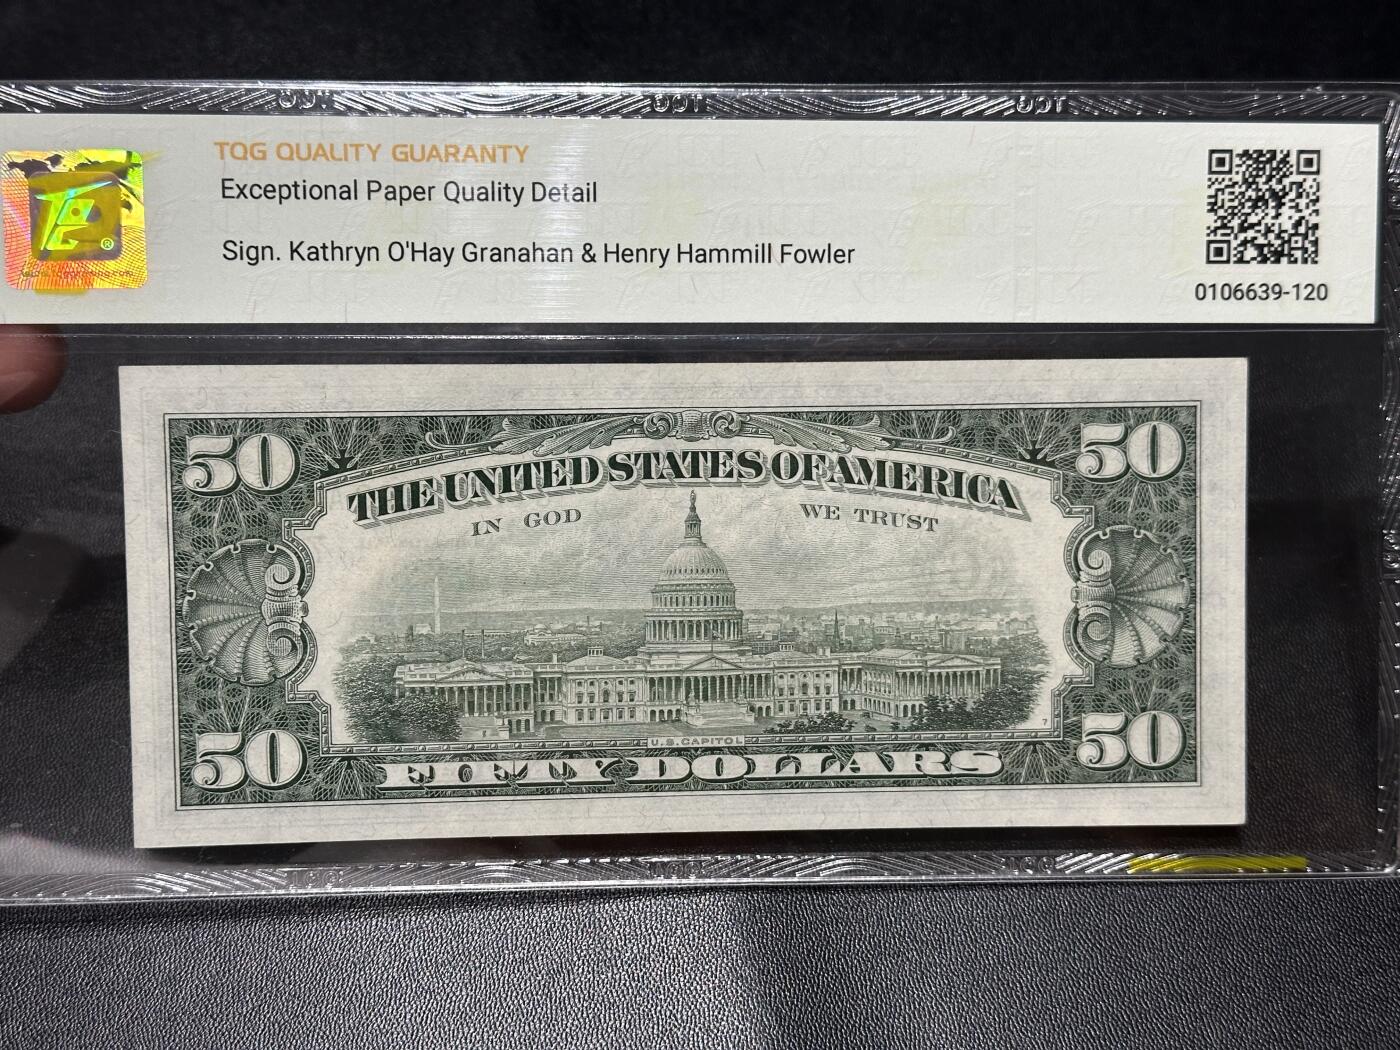 TQG QUALITY GUARANTY
Exceptional Paper Quality Detail
Sign. Kathryn O'Hay Granahan & Henry Hammill Fowler
0106639-120
50
50
THE UNITED STATES OF AMERICA
IN GOD WE TRUST
7
U.S. CAPITOL
50
50
FIFTY DOLLARS